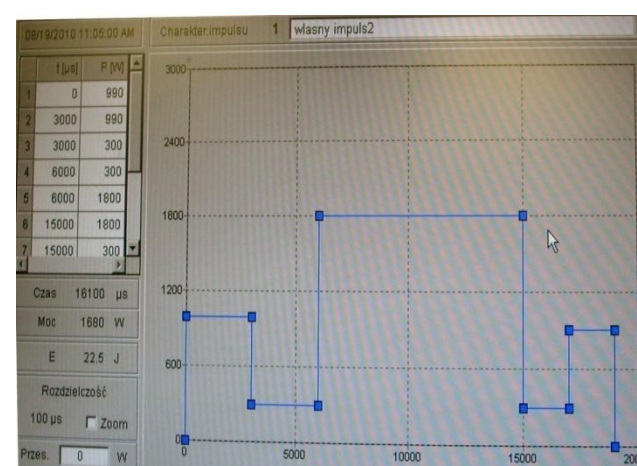 08/19/2010 11:05:00 AM
Charakter.impulsu 1 wlasny impuls2
t [µs] P [W]
1 0 990
2 3000 990
3 3000 300
4 6000 300
5 6000 1800
6 15000 1800
7 15000 300
Czas 16100 µs
Moc 1680 W
E 22.5 J
Rozdzielczość
100 µs Zoom
Przes. 0 W
3000
2400
1800
1200
600
0
0 5000 10000 15000 200